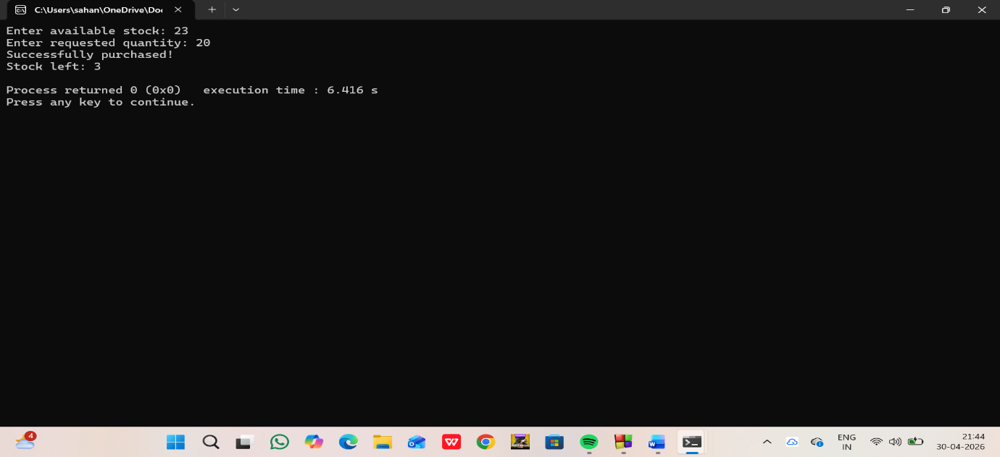 C:\Users\sahan\OneDrive\Do
Enter available stock: 23
Enter requested quantity: 20
Successfully purchased!
Stock left: 3
Process returned 0 (0x0)   execution time : 6.416 s
Press any key to continue.
4
ENG
IN
21:44
30-04-2026